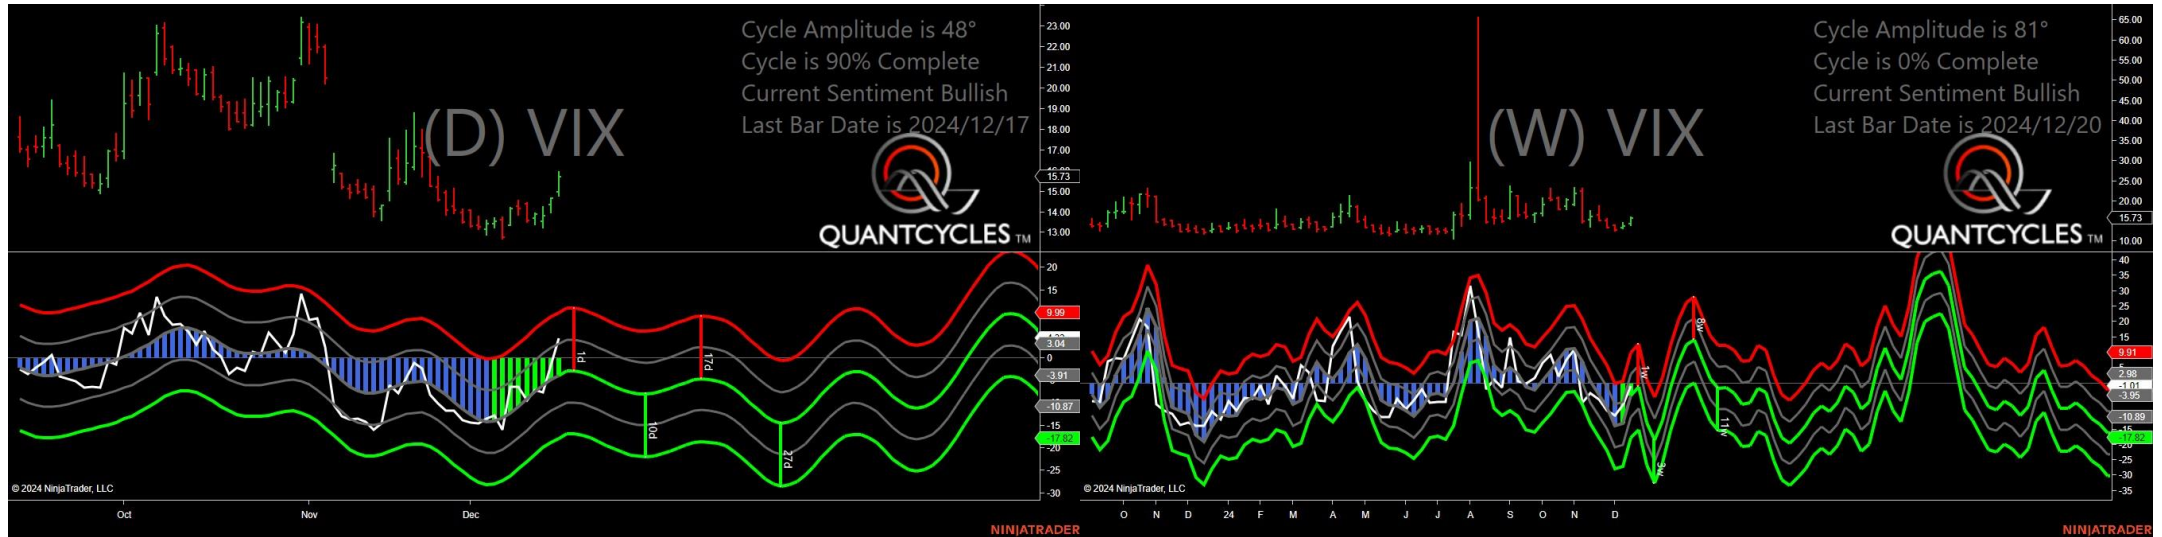 Cycle Amplitude is 48°
Cycle is 90% Complete
Current Sentiment Bullish
Last Bar Date is 2024/12/17
(D) VIX
QUANTCYCLES TM
23.00
22.00
21.00
20.00
19.00
18.00
17.00
15.73
15.00
14.00
13.00
20
15
9.99
3.04
0
-3.91
-10.87
-15
-17.82
-20
-25
-30
1d
17d
10d
27d
© 2024 NinjaTrader, LLC
Oct Nov Dec
NINJATRADER
Cycle Amplitude is 81°
Cycle is 0% Complete
Current Sentiment Bullish
Last Bar Date is 2024/12/20
(W) VIX
QUANTCYCLES TM
65.00
60.00
55.00
50.00
45.00
40.00
35.00
30.00
25.00
20.00
15.73
10.00
40
35
30
25
20
15
9.91
2.98
-1.01
-3.95
-10.89
-15
-17.82
-20
-25
-30
-35
8w
1w
11w
3w
© 2024 NinjaTrader, LLC
O N D 24 F M A M J J A S O N D
NINJATRADER